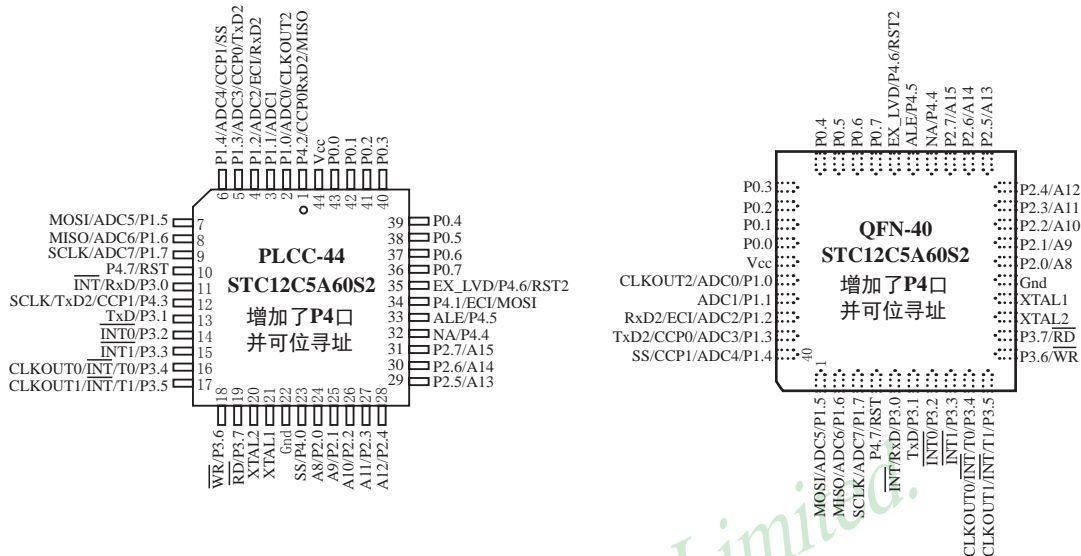 P1.4/ADC4/CCP1/SS
P1.3/ADC3/CCP0/TxD2
P1.2/ADC2/ECI/RxD2
P1.1/ADC1
P1.0/ADC0/CLKOUT2
P4.2/CCP0RxD2/MISO
Vcc
P0.0
P0.1
P0.2
P0.3
6
5
4
3
2
1
44
43
42
41
40
MOSI/ADC5/P1.5 7
MISO/ADC6/P1.6 8
SCLK/ADC7/P1.7 9
P4.7/RST 10
INT/RxD/P3.0 11
SCLK/TxD2/CCP1/P4.3 12
TxD/P3.1 13
INT0/P3.2 14
INT1/P3.3 15
CLKOUT0/INT/T0/P3.4 16
CLKOUT1/INT/T1/P3.5 17
PLCC-44
STC12C5A60S2
增加了P4口
并可位寻址
39 P0.4
38 P0.5
37 P0.6
36 P0.7
35 EX_LVD/P4.6/RST2
34 P4.1/ECI/MOSI
33 ALE/P4.5
32 NA/P4.4
31 P2.7/A15
30 P2.6/A14
29 P2.5/A13
18
19
20
21
22
23
24
25
26
27
28
WR/P3.6
RD/P3.7
XTAL2
XTAL1
Gnd
SS/P4.0
A8/P2.0
A9/P2.1
A10/P2.2
A11/P2.3
A12/P2.4
P0.4
P0.5
P0.6
P0.7
EX_LVD/P4.6/RST2
ALE/P4.5
NA/P4.4
P2.7/A15
P2.6/A14
P2.5/A13
P0.3
P0.2
P0.1
P0.0
Vcc
CLKOUT2/ADC0/P1.0
ADC1/P1.1
RxD2/ECI/ADC2/P1.2
TxD2/CCP0/ADC3/P1.3
SS/CCP1/ADC4/P1.4
40
1
QFN-40
STC12C5A60S2
增加了P4口
并可位寻址
P2.4/A12
P2.3/A11
P2.2/A10
P2.1/A9
P2.0/A8
Gnd
XTAL1
XTAL2
P3.7/RD
P3.6/WR
MOSI/ADC5/P1.5
MISO/ADC6/P1.6
SCLK/ADC7/P1.7
P4.7/RST
INT/RxD/P3.0
TxD/P3.1
INT0/P3.2
INT1/P3.3
CLKOUT0/INT/T0/P3.4
CLKOUT1/INT/T1/P3.5
Limited.